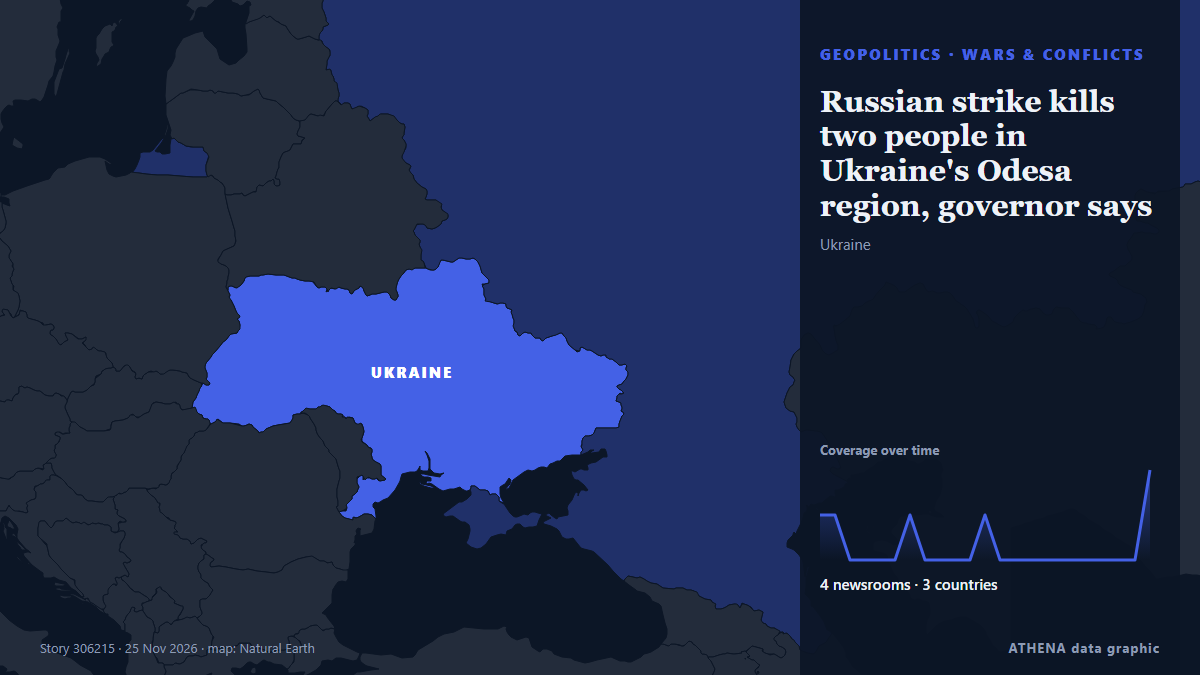 GEOPOLITICS · WARS & CONFLICTS
Russian strike kills
two people in
Ukraine's Odesa
region, governor says
Ukraine
UKRAINE
Coverage over time
4 newsrooms · 3 countries
Story 306215 · 25 Nov 2026 · map: Natural Earth
ATHENA data graphic